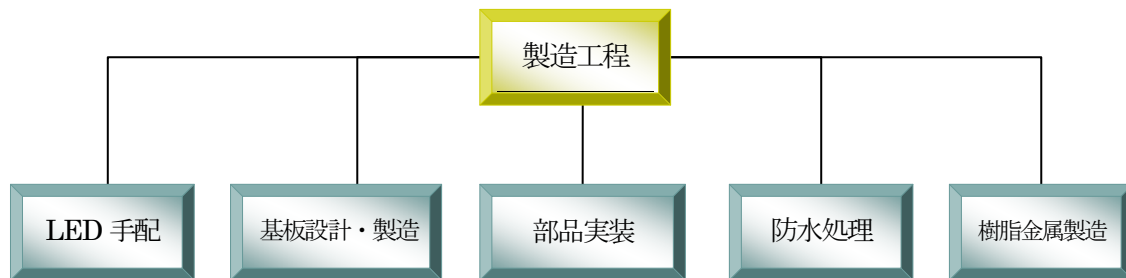 製造工程
LED 手配
基板設計・製造
部品実装
防水処理
樹脂金属製造